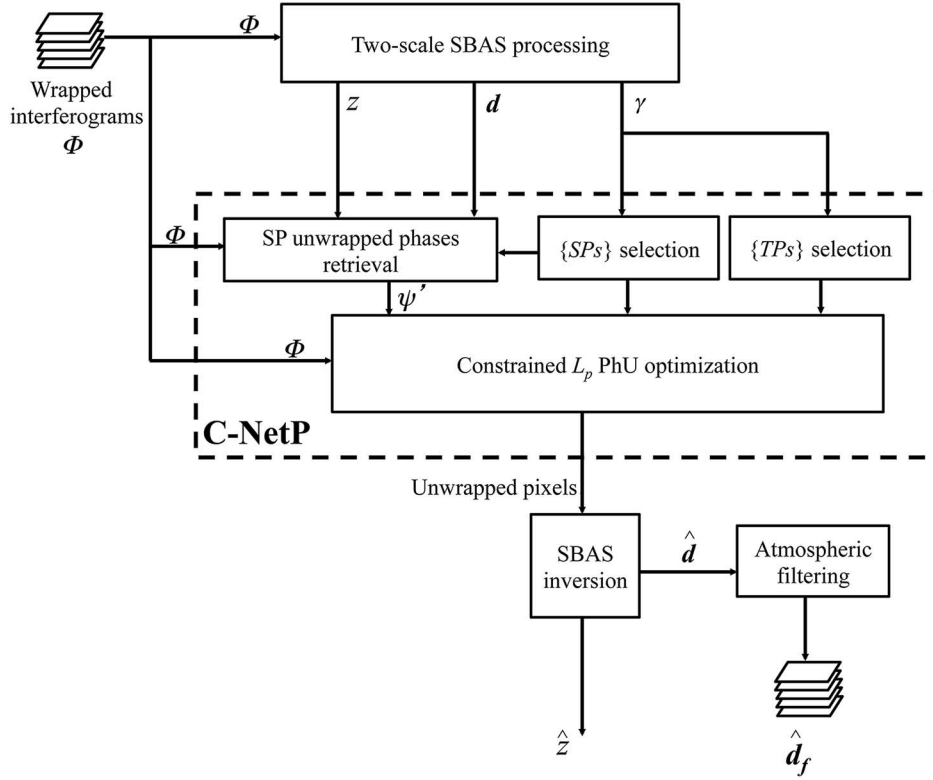 Φ
Two-scale SBAS processing
Wrapped
interferograms
Φ
z
d
γ
Φ
SP unwrapped phases
retrieval
{SPs} selection
{TPs} selection
ψ'
Φ
Constrained Lp PhU optimization
C-NetP
Unwrapped pixels
SBAS
inversion
d̂
Atmospheric
filtering
ẑ
d̂f